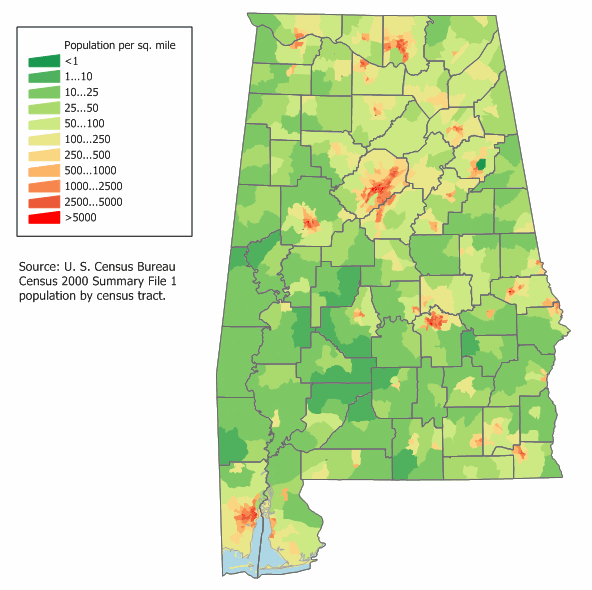 Population per sq. mile
<1
1...10
10...25
25...50
50...100
100...250
250...500
500...1000
1000...2500
2500...5000
>5000
Source: U. S. Census Bureau
Census 2000 Summary File 1
population by census tract.